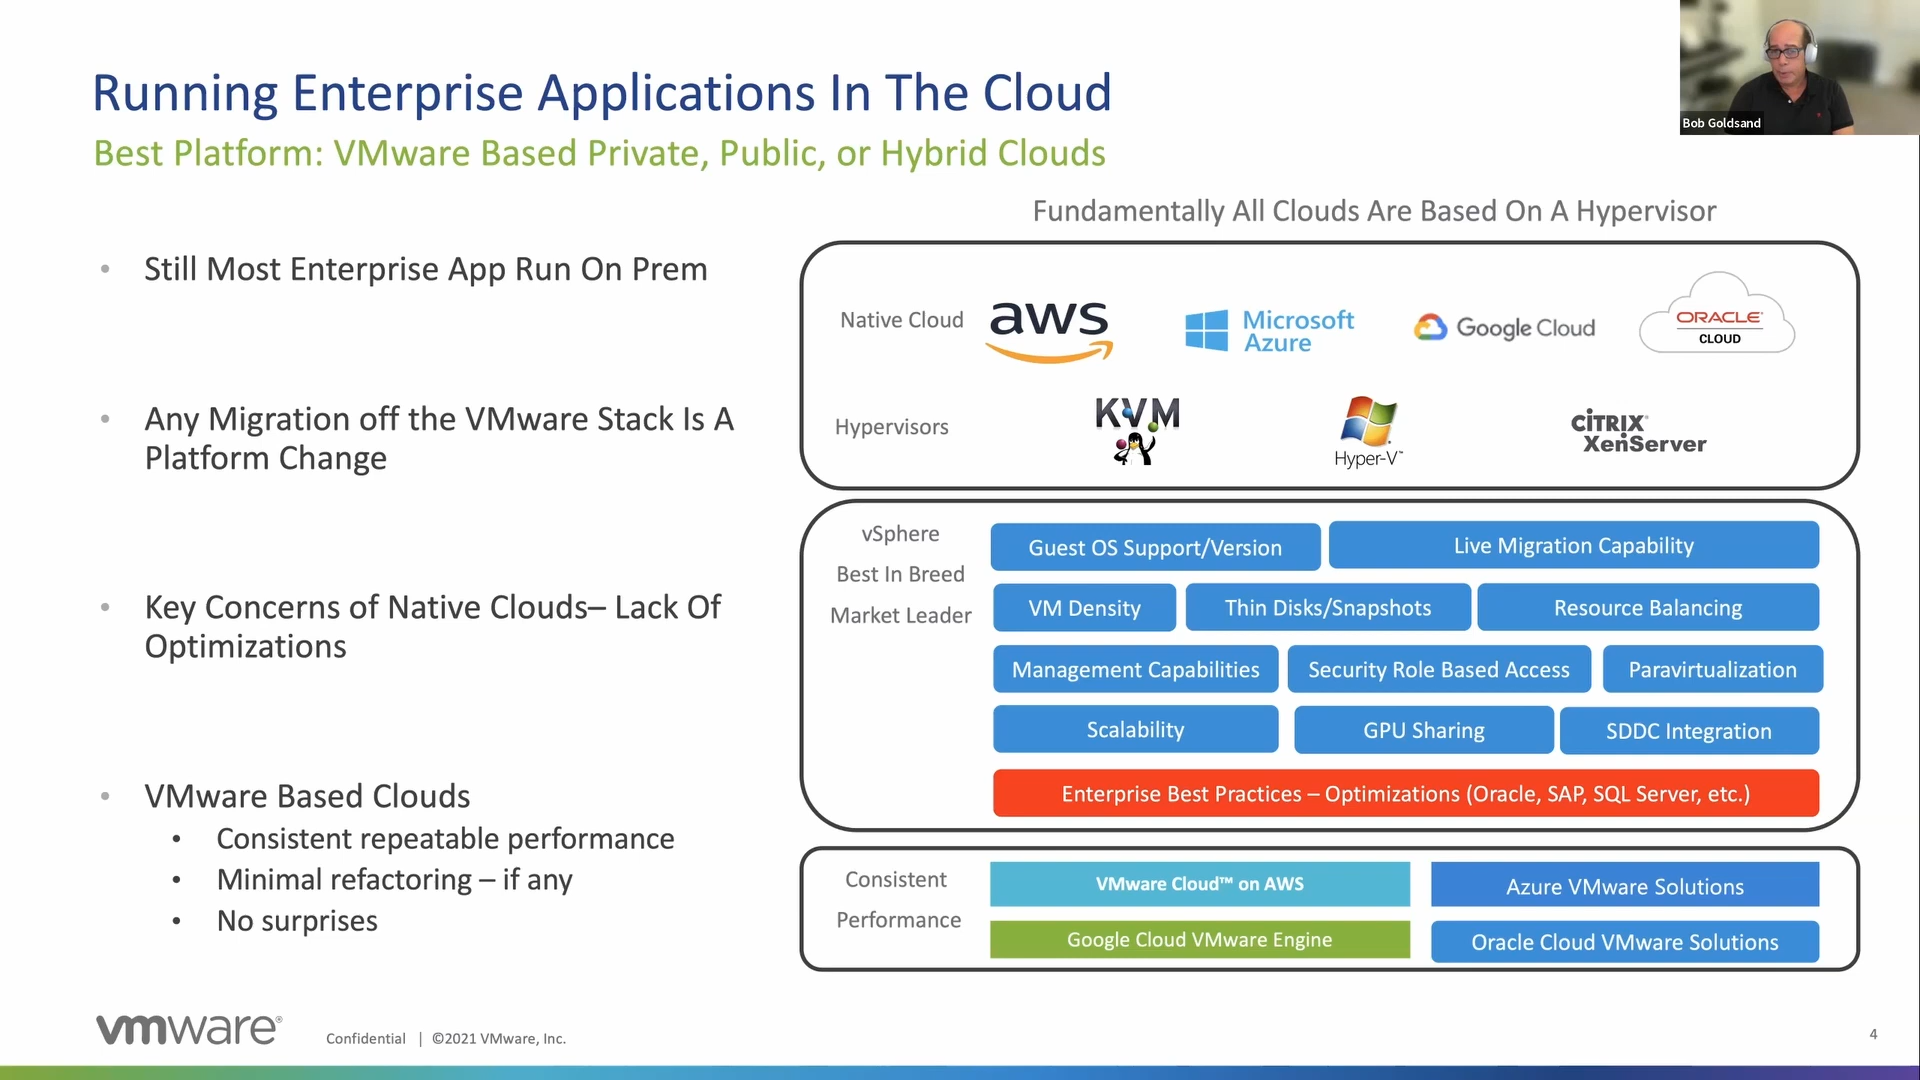 Running Enterprise Applications In The Cloud
Best Platform: VMware Based Private, Public, or Hybrid Clouds
Bob Goldsand
• Still Most Enterprise App Run On Prem
• Any Migration off the VMware Stack Is A
Platform Change
• Key Concerns of Native Clouds– Lack Of
Optimizations
• VMware Based Clouds
• Consistent repeatable performance
• Minimal refactoring – if any
• No surprises
Fundamentally All Clouds Are Based On A Hypervisor
Native Cloud
aws
Microsoft
Azure
Google Cloud
ORACLE
CLOUD
Hypervisors
KVM
Hyper-V™
CİTRIX®
XenServer
vSphere
Best In Breed
Market Leader
Guest OS Support/Version
Live Migration Capability
VM Density
Thin Disks/Snapshots
Resource Balancing
Management Capabilities
Security Role Based Access
Paravirtualization
Scalability
GPU Sharing
SDDC Integration
Enterprise Best Practices – Optimizations (Oracle, SAP, SQL Server, etc.)
Consistent
Performance
VMware Cloud™ on AWS
Azure VMware Solutions
Google Cloud VMware Engine
Oracle Cloud VMware Solutions
vmware®
Confidential | ©2021 VMware, Inc.
4